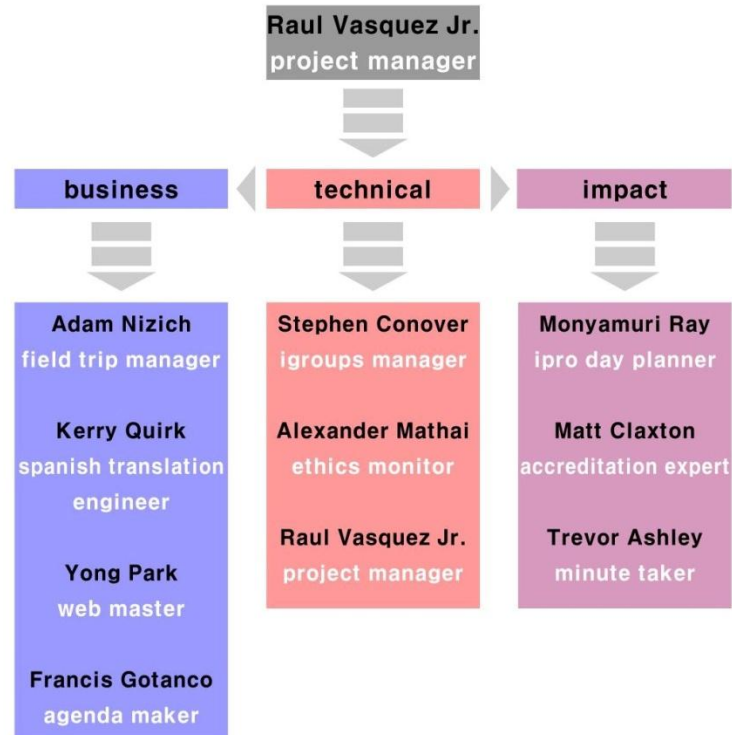 Raul Vasquez Jr.
project manager
business
technical
impact
Adam Nizich
field trip manager
Kerry Quirk
spanish translation
engineer
Yong Park
web master
Francis Gotanco
agenda maker
Stephen Conover
igroups manager
Alexander Mathai
ethics monitor
Raul Vasquez Jr.
project manager
Monyamuri Ray
ipro day planner
Matt Claxton
accreditation expert
Trevor Ashley
minute taker